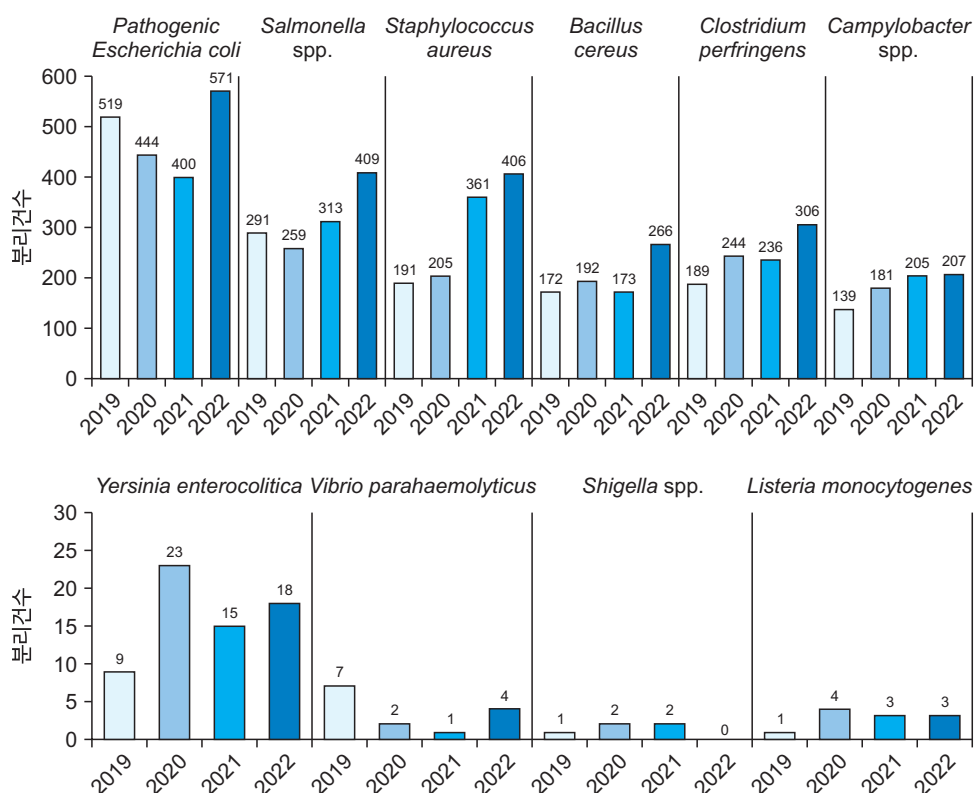 Pathogenic
Escherichia coli
Salmonella
spp.
Staphylococcus
aureus
Bacillus
cereus
Clostridium
perfringens
Campylobacter
spp.
분리건수
600
500
400
300
200
100
0
519
444
400
571
291
259
313
409
191
205
361
406
172
192
173
266
189
244
236
306
139
181
205
207
2019 2020 2021 2022 2019 2020 2021 2022 2019 2020 2021 2022 2019 2020 2021 2022 2019 2020 2021 2022 2019 2020 2021 2022
Yersinia enterocolitica
Vibrio parahaemolyticus
Shigella spp.
Listeria monocytogenes
분리건수
30
25
20
15
10
5
0
9
23
15
18
7
2
1
4
1
2
2
0
1
4
3
3
2019 2020 2021 2022 2019 2020 2021 2022 2019 2020 2021 2022 2019 2020 2021 2022